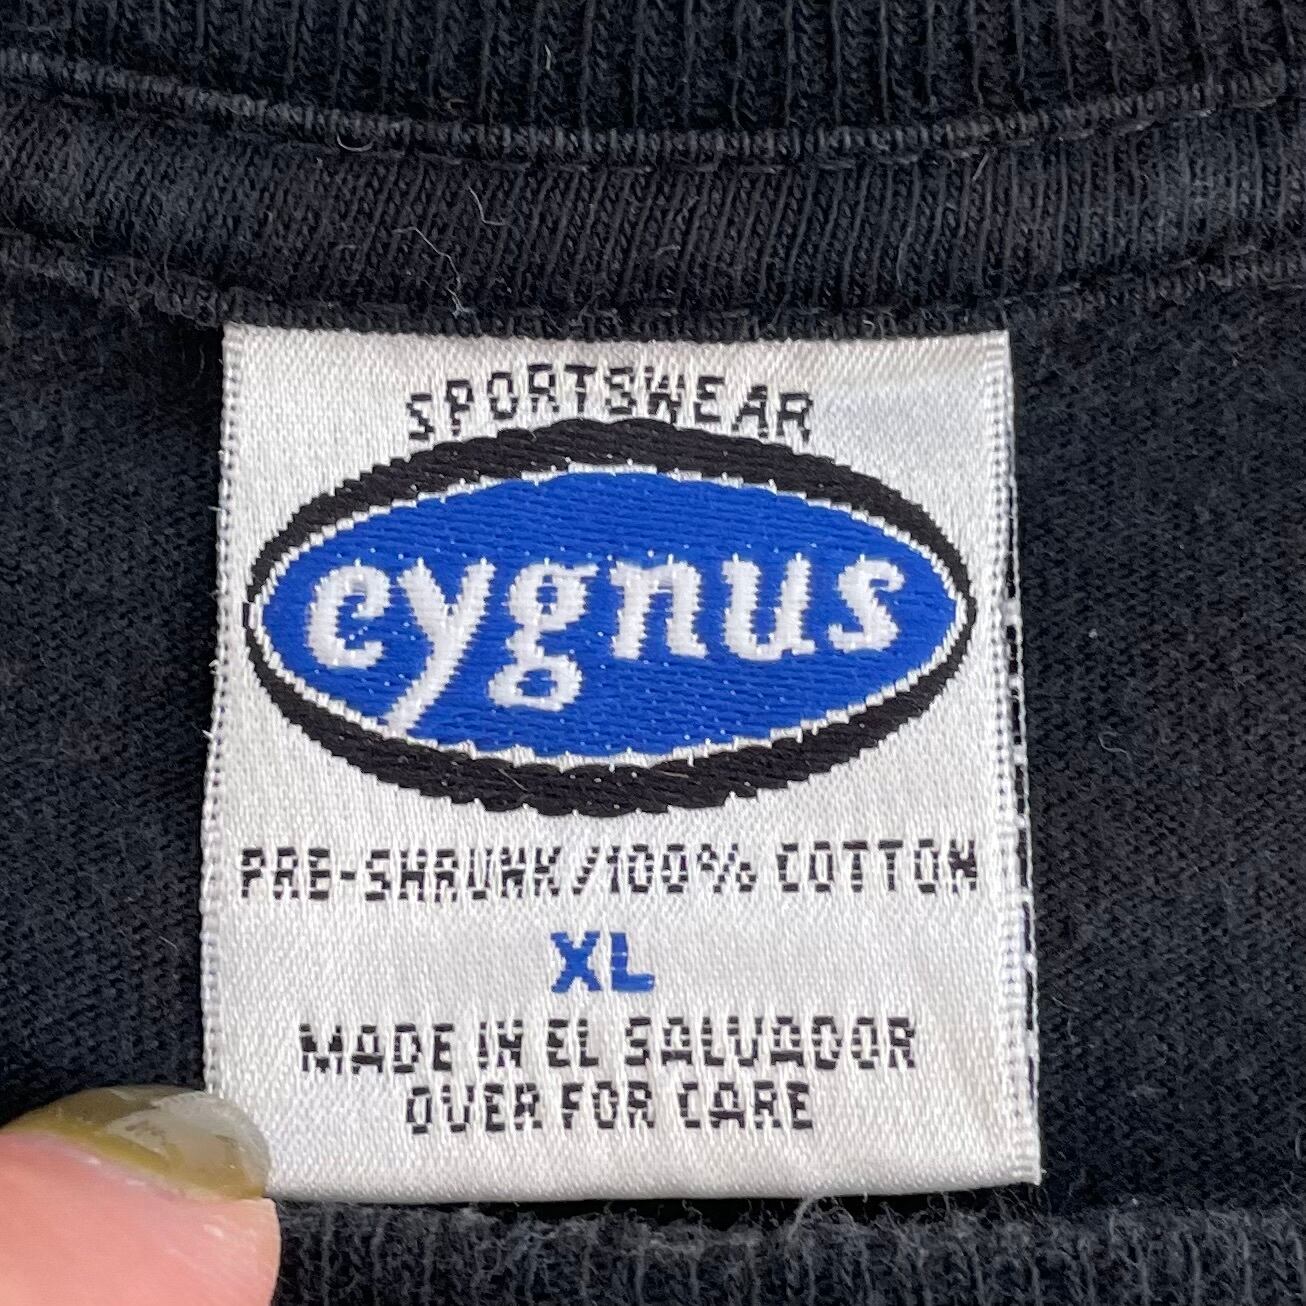 SPORTSWEAR
cygnus
PRE-SHRUNK/100% COTTON
XL
MADE IN EL SALVADOR
OVER FOR CARE